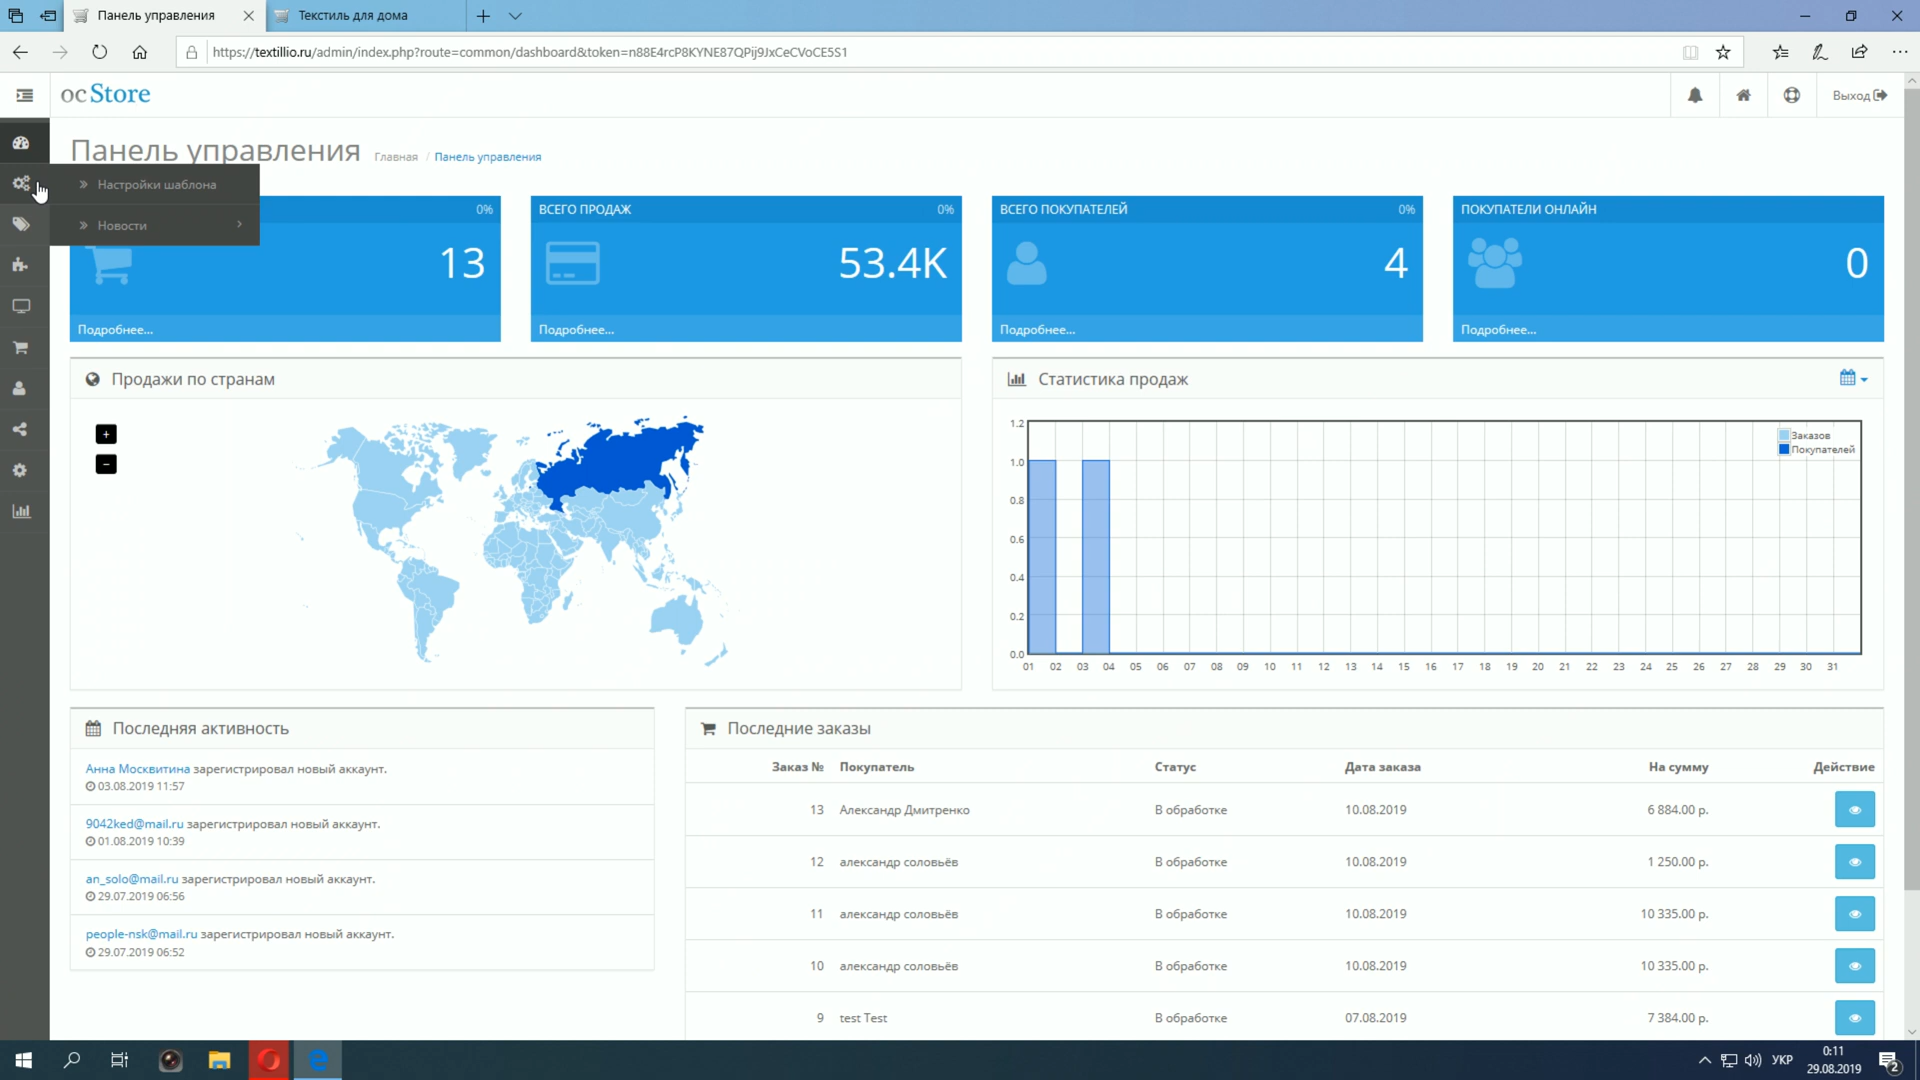 Панель управления
Текстиль для дома
https://textillio.ru/admin/index.php?route=common/dashboard&token=n88E4rcP8KYNE87QPij9JxCeCVoCE5S1
ocStore
Выход
Панель управления
Главная / Панель управления
Настройки шаблона
Новости
0%
13
Подробнее...
ВСЕГО ПРОДАЖ
0%
53.4K
Подробнее...
ВСЕГО ПОКУПАТЕЛЕЙ
0%
4
Подробнее...
ПОКУПАТЕЛИ ОНЛАЙН
0
Подробнее...
Продажи по странам
+
−
Статистика продаж
Заказов
Покупателей
1.2
1.0
0.8
0.6
0.4
0.2
0.0
01 02 03 04 05 06 07 08 09 10 11 12 13 14 15 16 17 18 19 20 21 22 23 24 25 26 27 28 29 30 31
Последняя активность
Анна Москвитина зарегистрировал новый аккаунт.
03.08.2019 11:57
9042ked@mail.ru зарегистрировал новый аккаунт.
01.08.2019 10:39
an_solo@mail.ru зарегистрировал новый аккаунт.
29.07.2019 06:56
people-nsk@mail.ru зарегистрировал новый аккаунт.
29.07.2019 06:52
Последние заказы
Заказ № Покупатель Статус Дата заказа На сумму Действие
13 Александр Дмитренко В обработке 10.08.2019 6 884.00 р.
12 александр соловьёв В обработке 10.08.2019 1 250.00 р.
11 александр соловьёв В обработке 10.08.2019 10 335.00 р.
10 александр соловьёв В обработке 10.08.2019 10 335.00 р.
9 test Test В обработке 07.08.2019 7 384.00 р.
УКР
0:11
29.08.2019
2